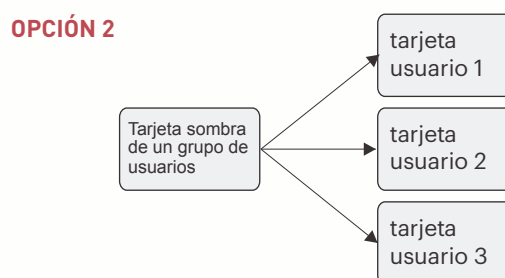 OPCIÓN 2
tarjeta
usuario 1
Tarjeta sombra
de un grupo de
usuarios
tarjeta
usuario 2
tarjeta
usuario 3